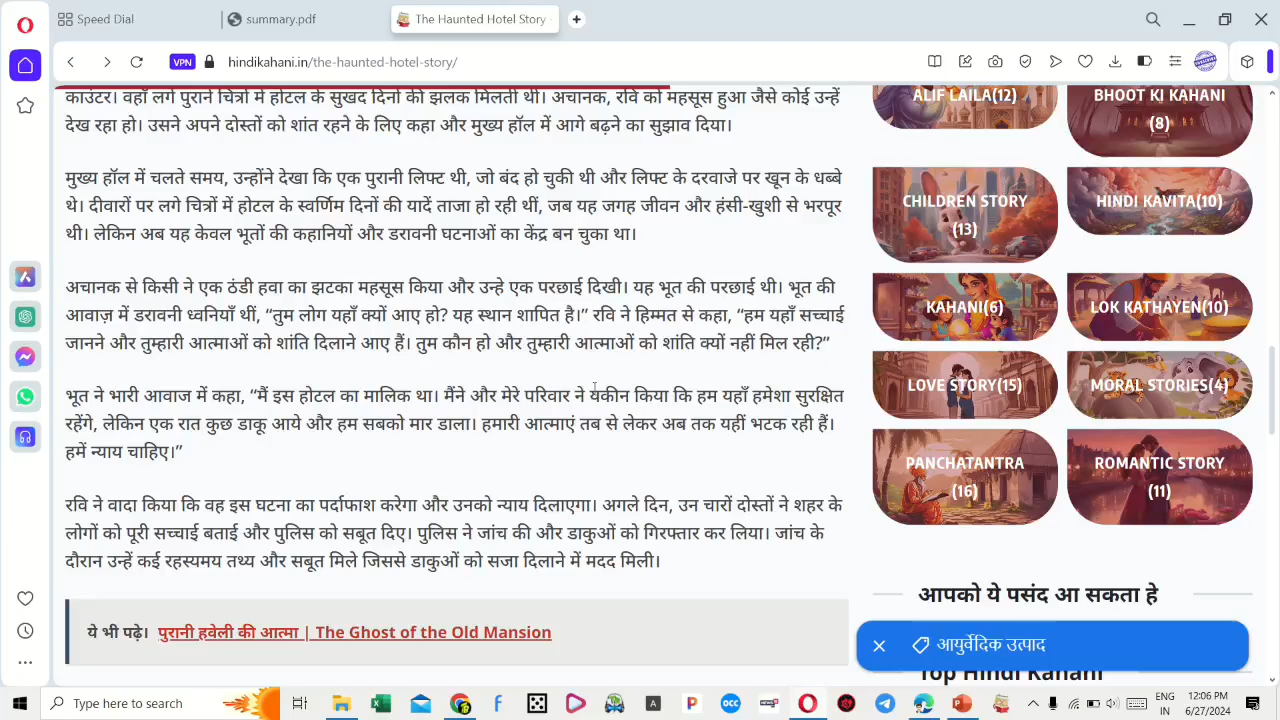 Speed Dial
summary.pdf
The Haunted Hotel Story
VPN
hindikahani.in/the-haunted-hotel-story/
काउंटर। वहाँ लगे पुराने चित्रों में होटल के सुखद दिनों की झलक मिलती थी। अचानक, रवि को महसूस हुआ जैसे कोई उन्हें
देख रहा हो। उसने अपने दोस्तों को शांत रहने के लिए कहा और मुख्य हॉल में आगे बढ़ने का सुझाव दिया।
मुख्य हॉल में चलते समय, उन्होंने देखा कि एक पुरानी लिफ्ट थी, जो बंद हो चुकी थी और लिफ्ट के दरवाजे पर खून के धब्बे
थे। दीवारों पर लगे चित्रों में होटल के स्वर्णिम दिनों की यादें ताजा हो रही थीं, जब यह जगह जीवन और हंसी-खुशी से भरपूर
थी। लेकिन अब यह केवल भूतों की कहानियों और डरावनी घटनाओं का केंद्र बन चुका था।
अचानक से किसी ने एक ठंडी हवा का झटका महसूस किया और उन्हे एक परछाई दिखी। यह भूत की परछाई थी। भूत की
आवाज़ में डरावनी ध्वनियाँ थीं, “तुम लोग यहाँ क्यों आए हो? यह स्थान शापित है।” रवि ने हिम्मत से कहा, “हम यहाँ सच्चाई
जानने और तुम्हारी आत्माओं को शांति दिलाने आए हैं। तुम कौन हो और तुम्हारी आत्माओं को शांति क्यों नहीं मिल रही?”
भूत ने भारी आवाज में कहा, “मैं इस होटल का मालिक था। मैंने और मेरे परिवार ने यकीन किया कि हम यहाँ हमेशा सुरक्षित
रहेंगे, लेकिन एक रात कुछ डाकू आये और हम सबको मार डाला। हमारी आत्माएं तब से लेकर अब तक यहीं भटक रही हैं।
हमें न्याय चाहिए।”
रवि ने वादा किया कि वह इस घटना का पर्दाफाश करेगा और उनको न्याय दिलाएगा। अगले दिन, उन चारों दोस्तों ने शहर के
लोगों को पूरी सच्चाई बताई और पुलिस को सबूत दिए। पुलिस ने जांच की और डाकुओं को गिरफ्तार कर लिया। जांच के
दौरान उन्हें कई रहस्यमय तथ्य और सबूत मिले जिससे डाकुओं को सजा दिलाने में मदद मिली।
ये भी पढ़े। पुरानी हवेली की आत्मा | The Ghost of the Old Mansion
ALIF LAILA(12)
BHOOT KI KAHANI
(8)
CHILDREN STORY
(13)
HINDI KAVITA(10)
KAHANI(6)
LOK KATHAYEN(10)
LOVE STORY(15)
MORAL STORIES(4)
PANCHATANTRA
(16)
ROMANTIC STORY
(11)
आपको ये पसंद आ सकता हे
आयुर्वेदिक उत्पाद
Top Hindi Kahani
Type here to search
OCC
ENG
IN
12:06 PM
6/27/2024